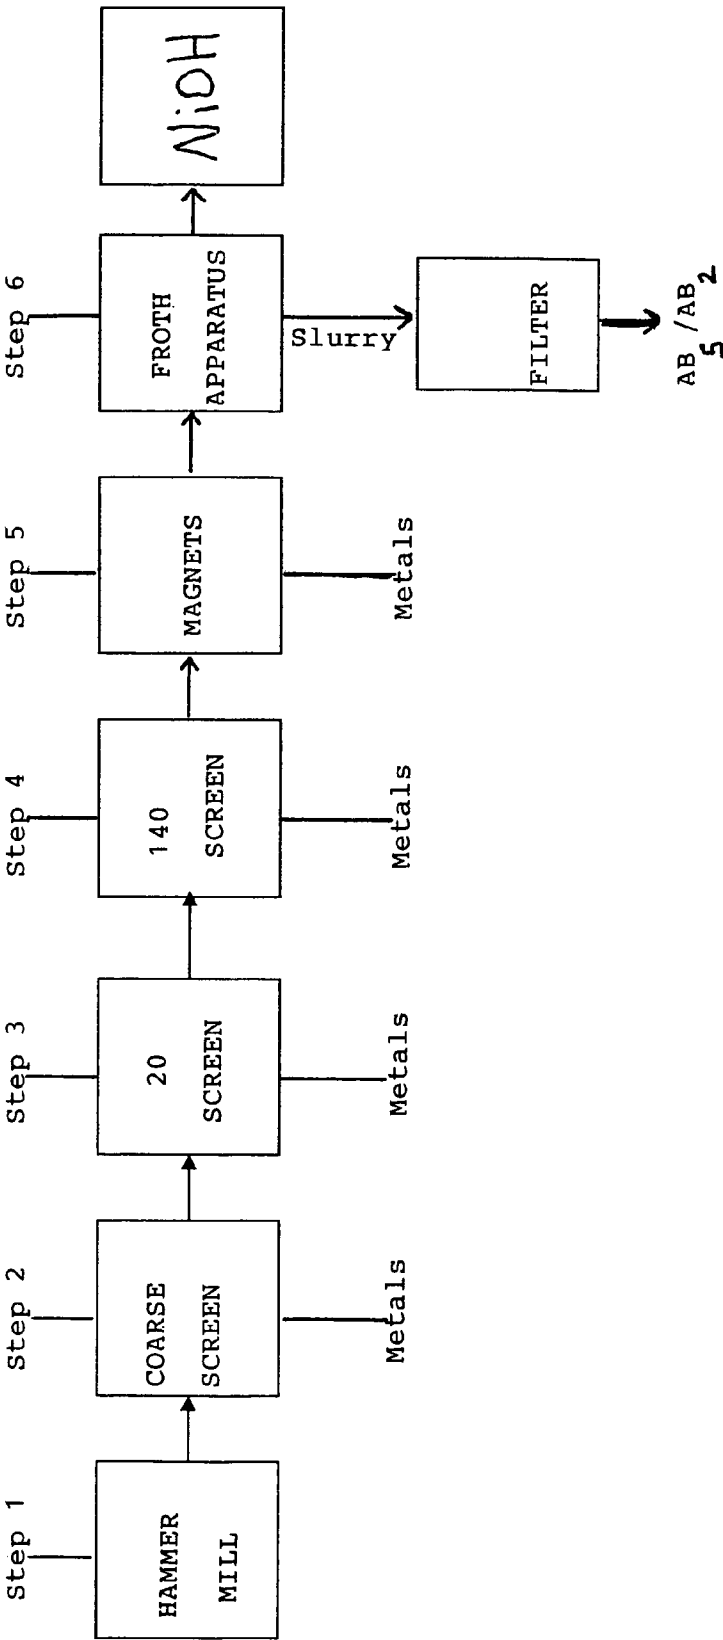 Step 1
HAMMER
MILL
Step 2
COARSE
SCREEN
Metals
Step 3
20
SCREEN
Metals
Step 4
140
SCREEN
Metals
Step 5
MAGNETS
Metals
Step 6
FROTH
APPARATUS
Slurry
FILTER
AB5/AB2
NiOH